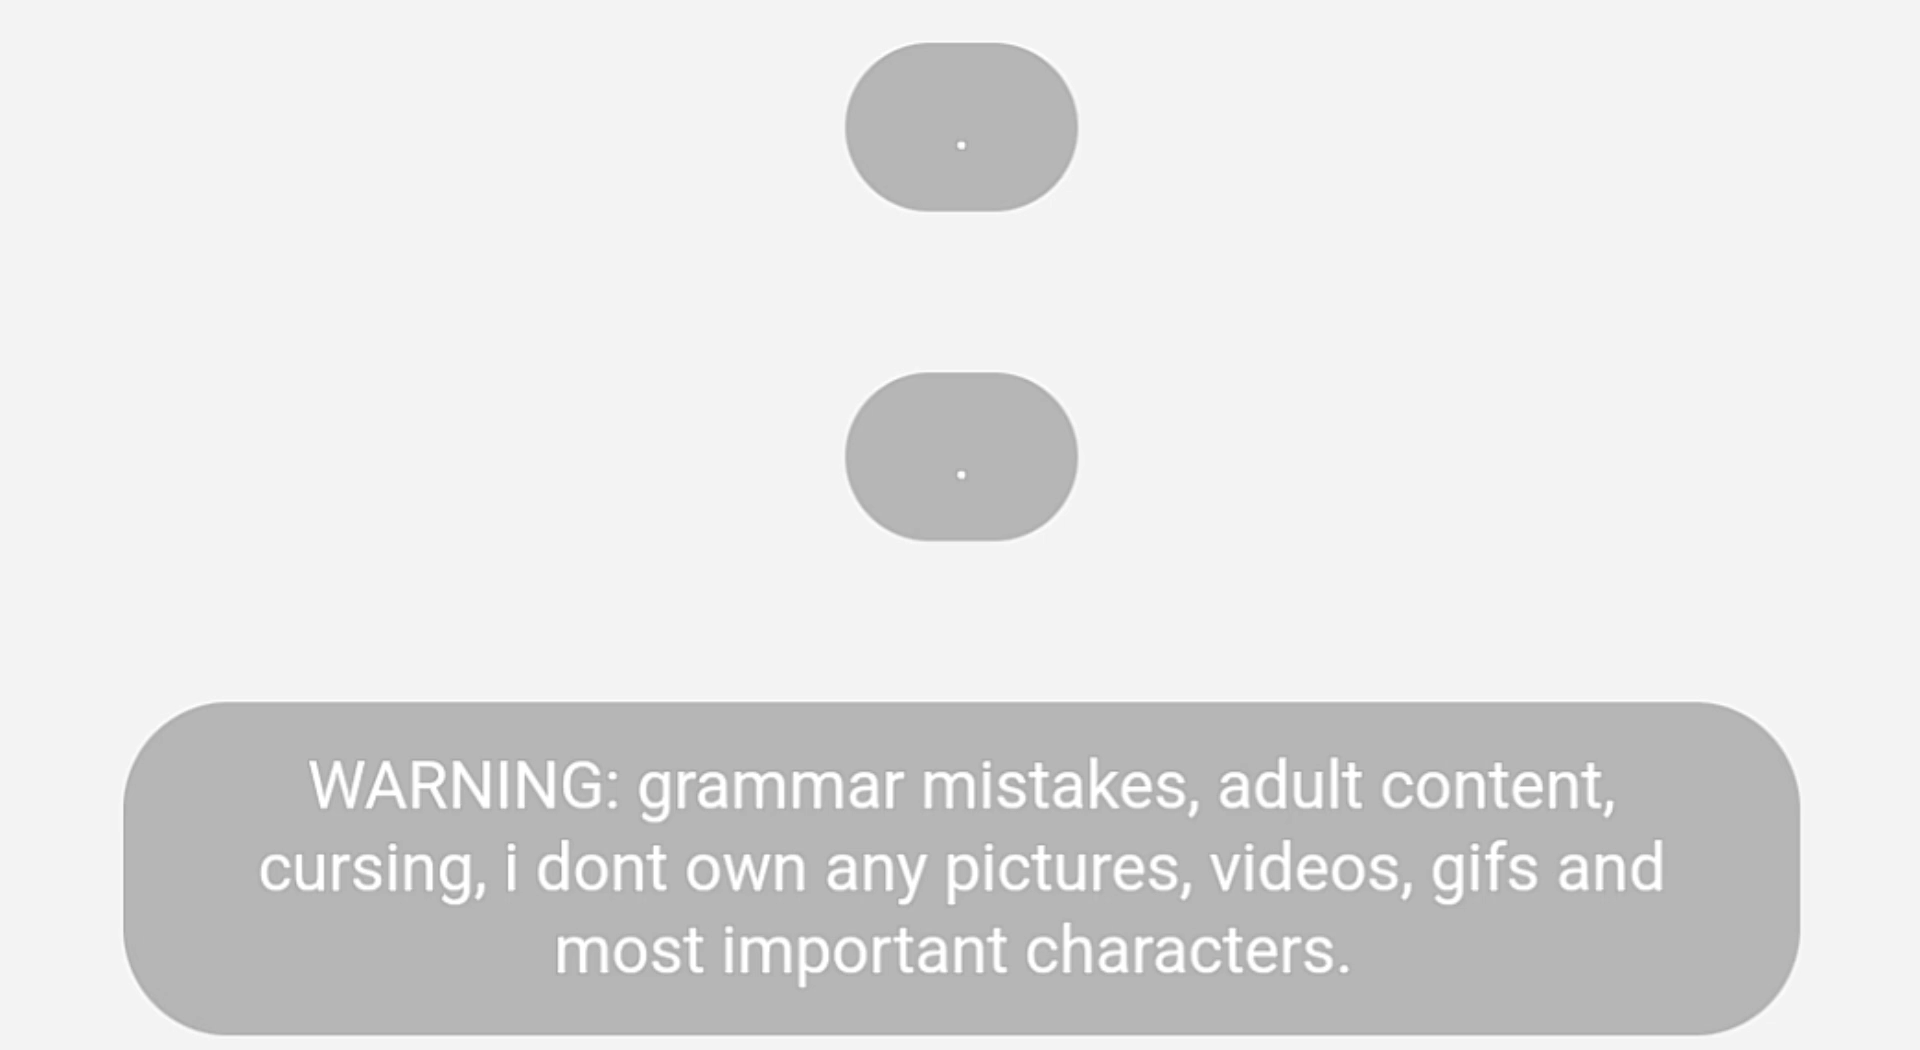 .
.
WARNING: grammar mistakes, adult content,
cursing, i dont own any pictures, videos, gifs and
most important characters.